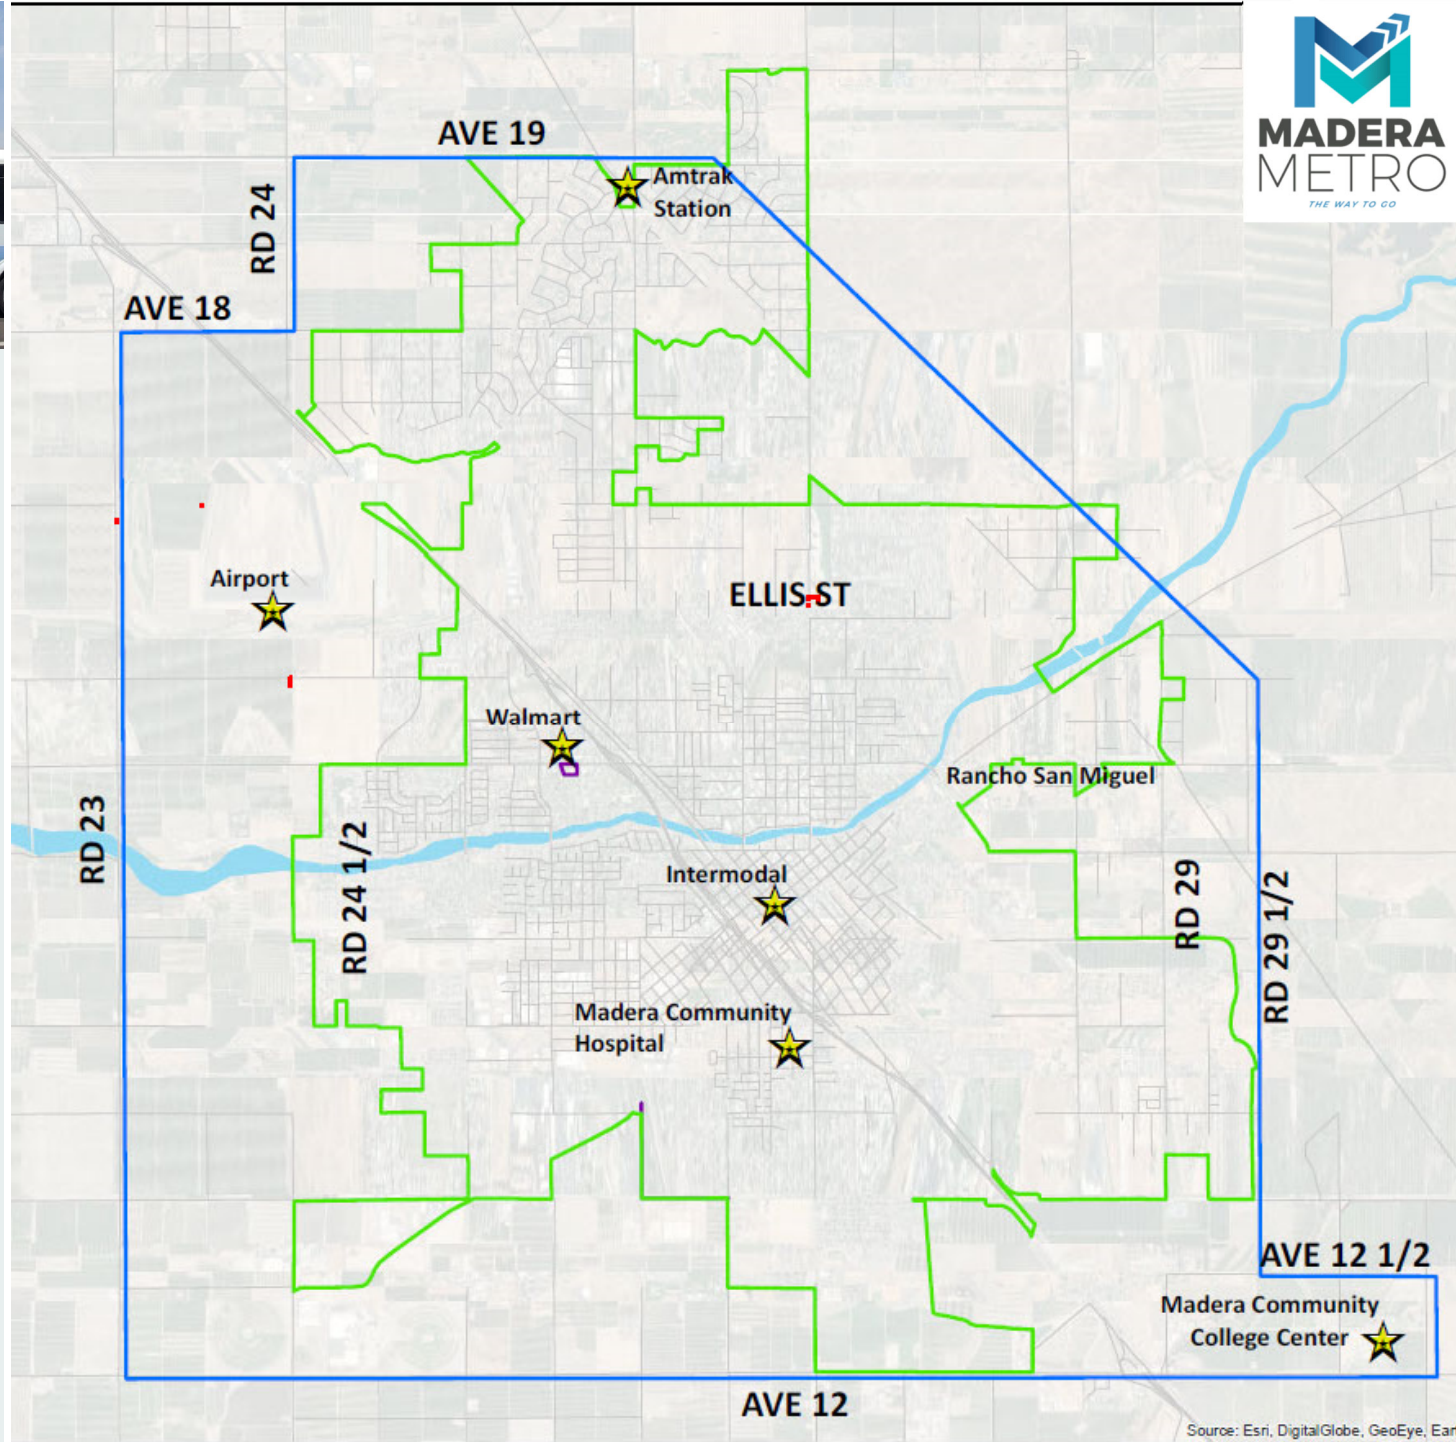 MADERA
METRO
THE WAY TO GO
AVE 19
Amtrak
Station
RD 24
AVE 18
Airport
ELLIS ST
Walmart
Rancho San Miguel
RD 23
RD 24 1/2
Intermodal
RD 29
RD 29 1/2
Madera Community
Hospital
AVE 12 1/2
Madera Community
College Center
AVE 12
Source: Esri, DigitalGlobe, GeoEye, Ear